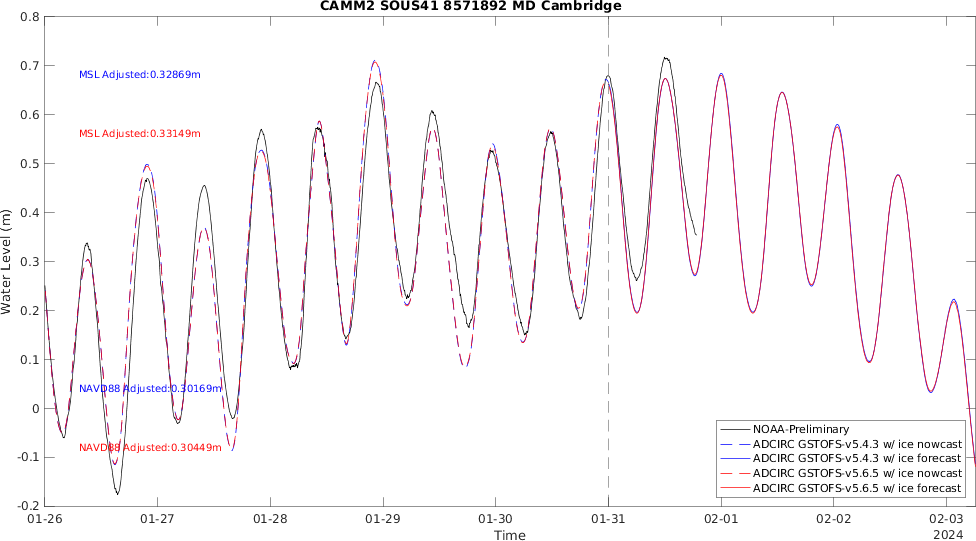 CAMM2 SOUS41 8571892 MD Cambridge
0.8
0.7
0.6
0.5
0.4
0.3
0.2
0.1
0
-0.1
-0.2
Water Level (m)
MSL Adjusted:0.32869m
MSL Adjusted:0.33149m
NAVD88 Adjusted:0.30169m
NAVD88 Adjusted:0.30449m
NOAA-Preliminary
ADCIRC GSTOFS-v5.4.3 w/ ice nowcast
ADCIRC GSTOFS-v5.4.3 w/ ice forecast
ADCIRC GSTOFS-v5.6.5 w/ ice nowcast
ADCIRC GSTOFS-v5.6.5 w/ ice forecast
01-26 01-27 01-28 01-29 01-30 01-31 02-01 02-02 02-03
Time 2024